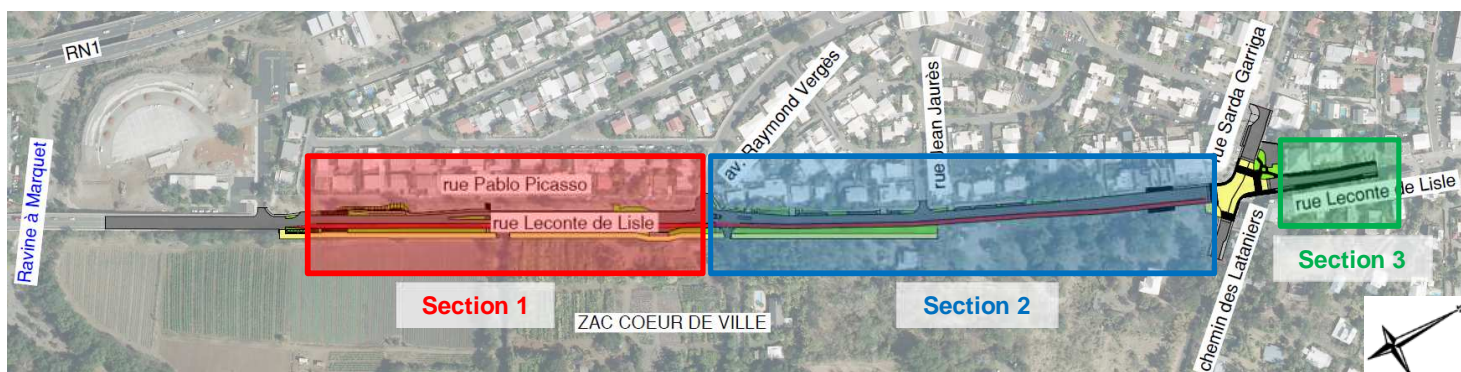 RN1
Ravine à Marquet
rue Pablo Picasso
rue Leconte de Lisle
av. Raymond Vergès
rue Jean Jaurès
rue Sarda Garriga
rue Leconte de Lisle
chemin des Lataniers
Section 1
Section 2
Section 3
ZAC COEUR DE VILLE